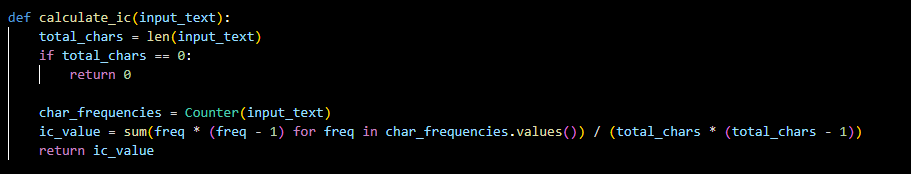 def calculate_ic(input_text):
    total_chars = len(input_text)
    if total_chars == 0:
        return 0

    char_frequencies = Counter(input_text)
    ic_value = sum(freq * (freq - 1) for freq in char_frequencies.values()) / (total_chars * (total_chars - 1))
    return ic_value